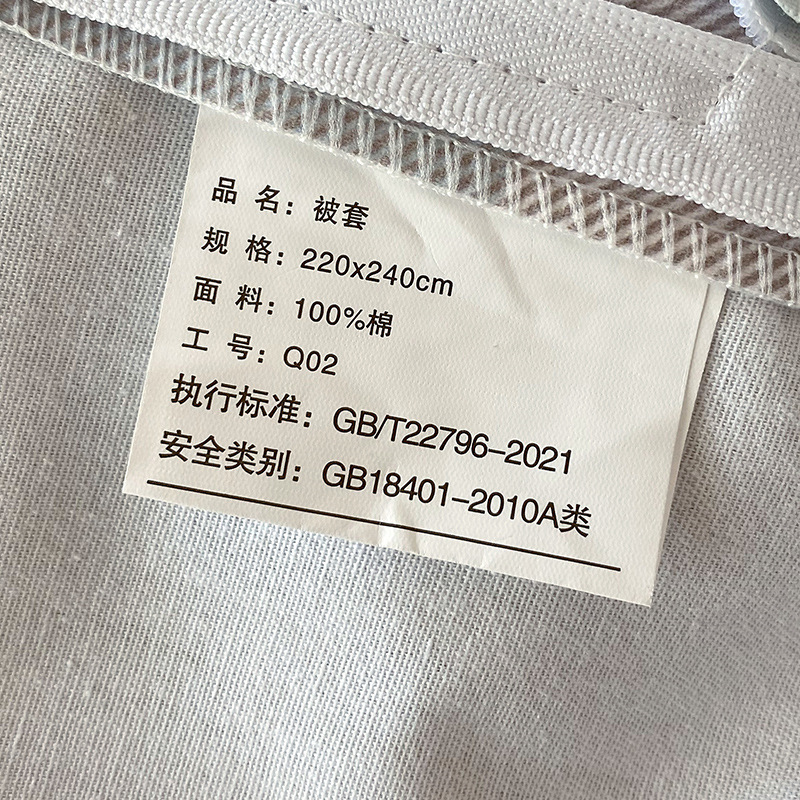 品 名：被套
规 格：220x240cm
面 料：100%棉
工 号：Q02
执行标准：GB/T22796-2021
安全类别：GB18401-2010A类